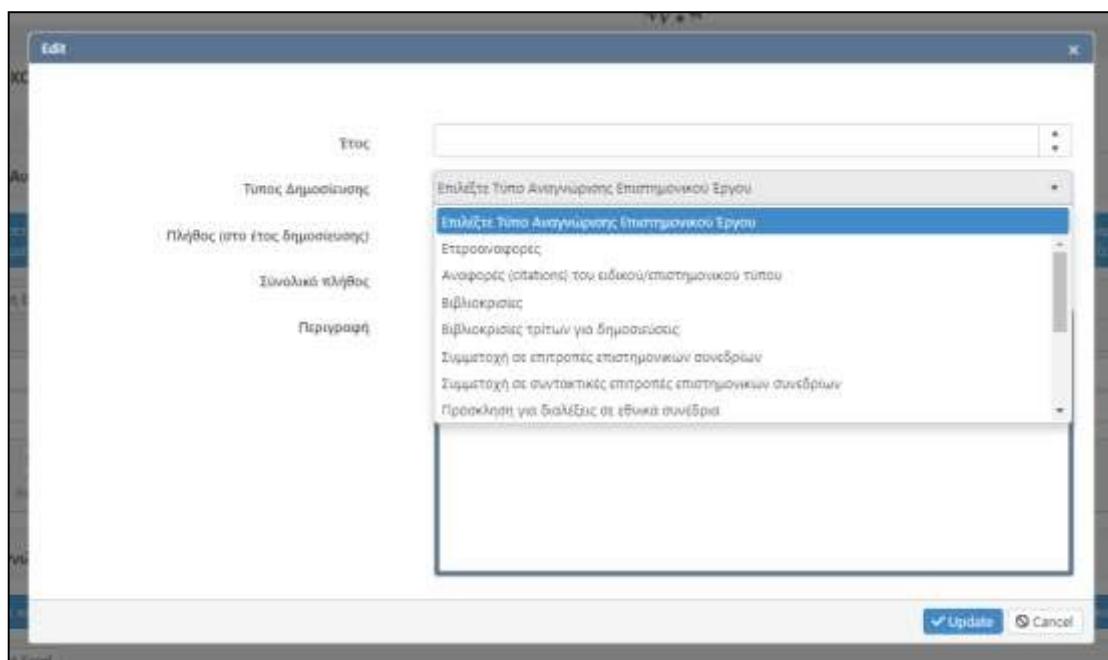 Edit
Έτος
Τύπος Δημοσίευσης
Επιλέξτε Τύπο Αναγνώρισης Επιστημονικού Έργου
Επιλέξτε Τύπο Αναγνώρισης Επιστημονικού Έργου
Πλήθος (στο έτος δημοσίευσης)
Ετεροαναφορές
Αναφορές (citations) του ειδικού/επιστημονικού τύπου
Συνολικό πλήθος
Βιβλιοκρισίες
Περιγραφή
Βιβλιοκρισίες τρίτων για δημοσιεύσεις
Συμμετοχή σε επιτροπές επιστημονικών συνεδρίων
Συμμετοχή σε συντακτικές επιτροπές επιστημονικών συνεδρίων
Πρόσκληση για διαλέξεις σε εθνικά συνέδρια
Update
Cancel